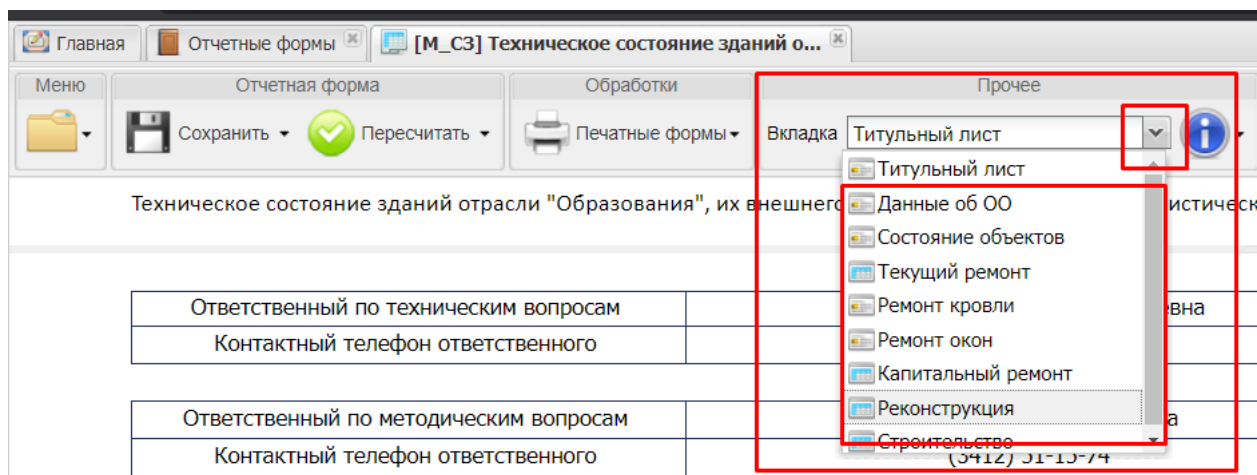 Главная
Отчетные формы
[М_СЗ] Техническое состояние зданий о...
Меню
Отчетная форма
Обработки
Прочее
Сохранить
Пересчитать
Печатные формы
Вкладка
Титульный лист
Титульный лист
Техническое состояние зданий отрасли "Образования", их внешнего
Данные об ОО
Состояние объектов
Текущий ремонт
Ответственный по техническим вопросам
Ремонт кровли
Контактный телефон ответственного
Ремонт окон
Капитальный ремонт
Ответственный по методическим вопросам
Реконструкция
Контактный телефон ответственного
Строительство
(3412) 51-15-74